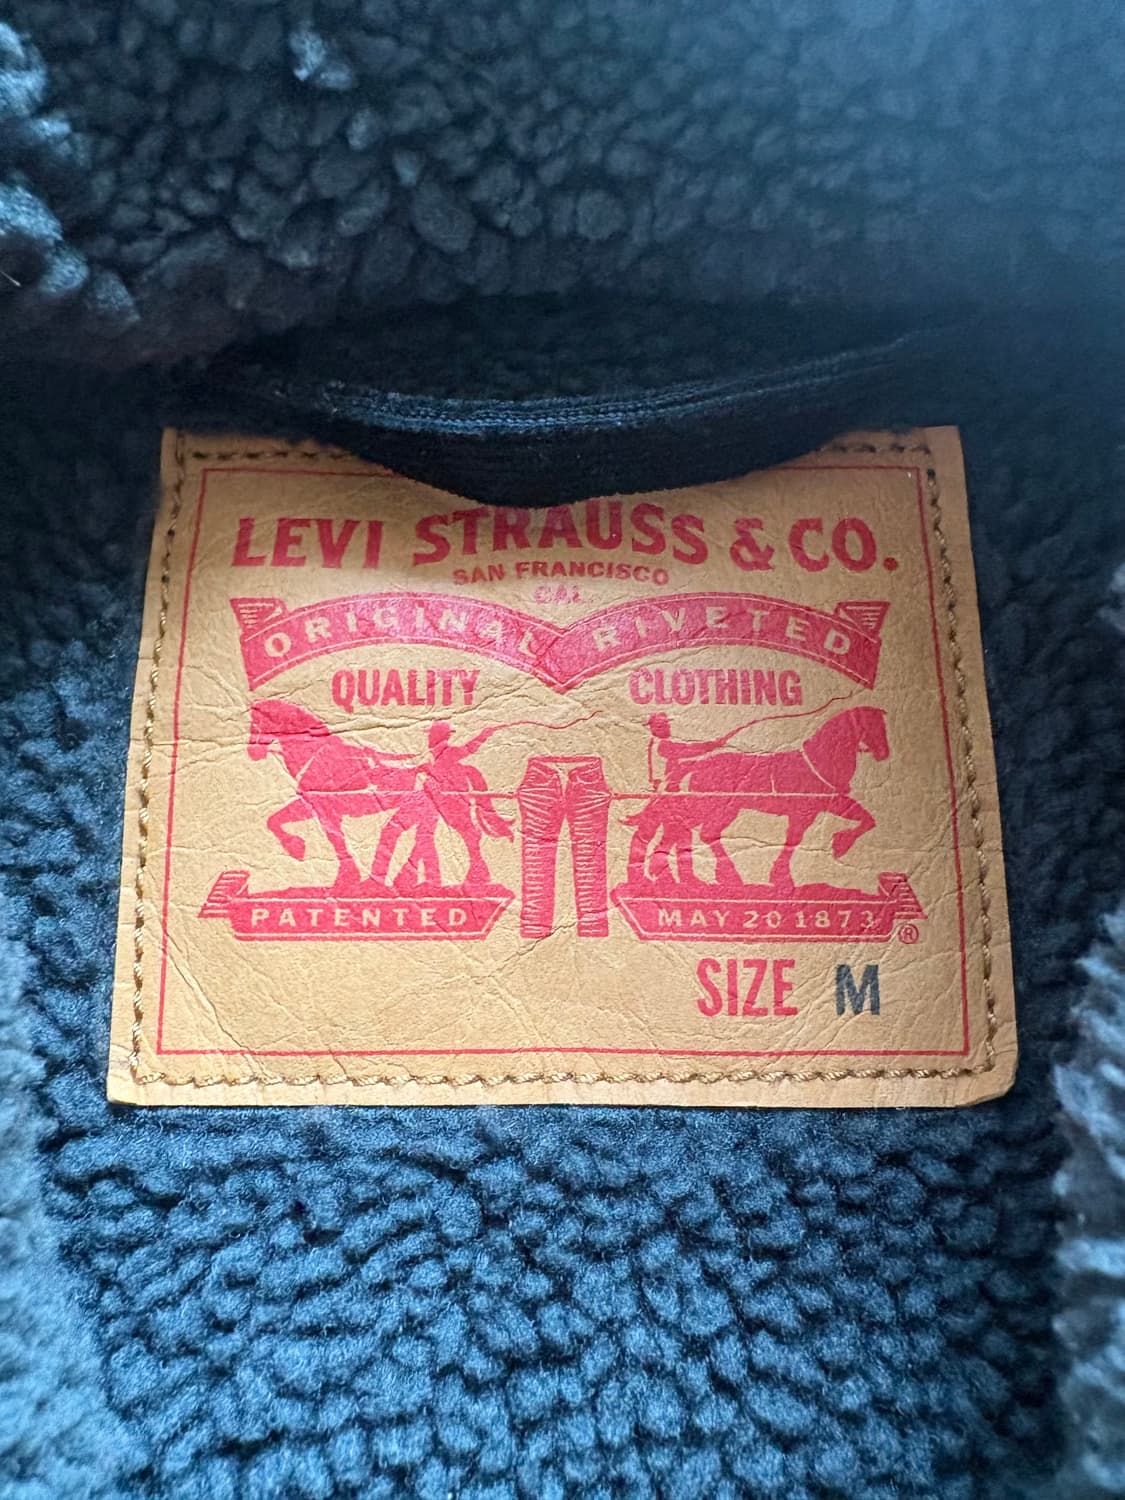 LEVI STRAUSS & CO.
SAN FRANCISCO
CAL.
ORIGINAL RIVETED
QUALITY CLOTHING
PATENTED MAY 20 1873 ®
SIZE M